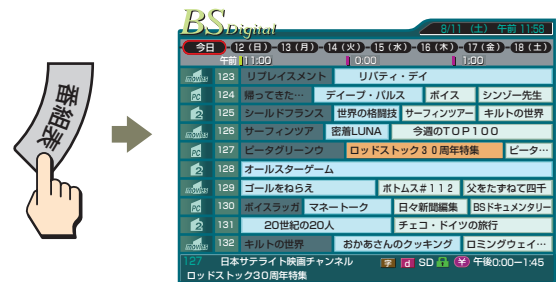 番組表
BS Digital
8/11 (土) 午前 11:58
今日 12(日) 13(月) 14(火) 15(水) 16(木) 17(金) 18(土)
午前 11:00 0:00 1:00
123 リプレイスメント リバティ・デイ
PC 124 帰ってきた… ディープ・パルス ボイス シンゾー先生
2 125 シールドフランス 世界の格闘技 サーフィンツアー キルトの世界
126 サーフィンツア 密着LUNA 今週のTOP100
PC 127 ピータグリーンウ ロッドストック30周年特集 ピータ…
2 128 オールスターゲーム
129 ゴールをねらえ ボトムス#112 父をたずねて四千
PC 130 ボイスラッガ マネートーク 日々新聞編集 BSドキュメンタリー
2 131 20世紀の20人 チェコ・ドイツの旅行
132 キルトの世界 おかあさんのクッキング ロミングウェイ…
127 日本サテライト映画チャンネル 字 d SD ¥ 午後0:00−1:45
ロッドストック30周年特集